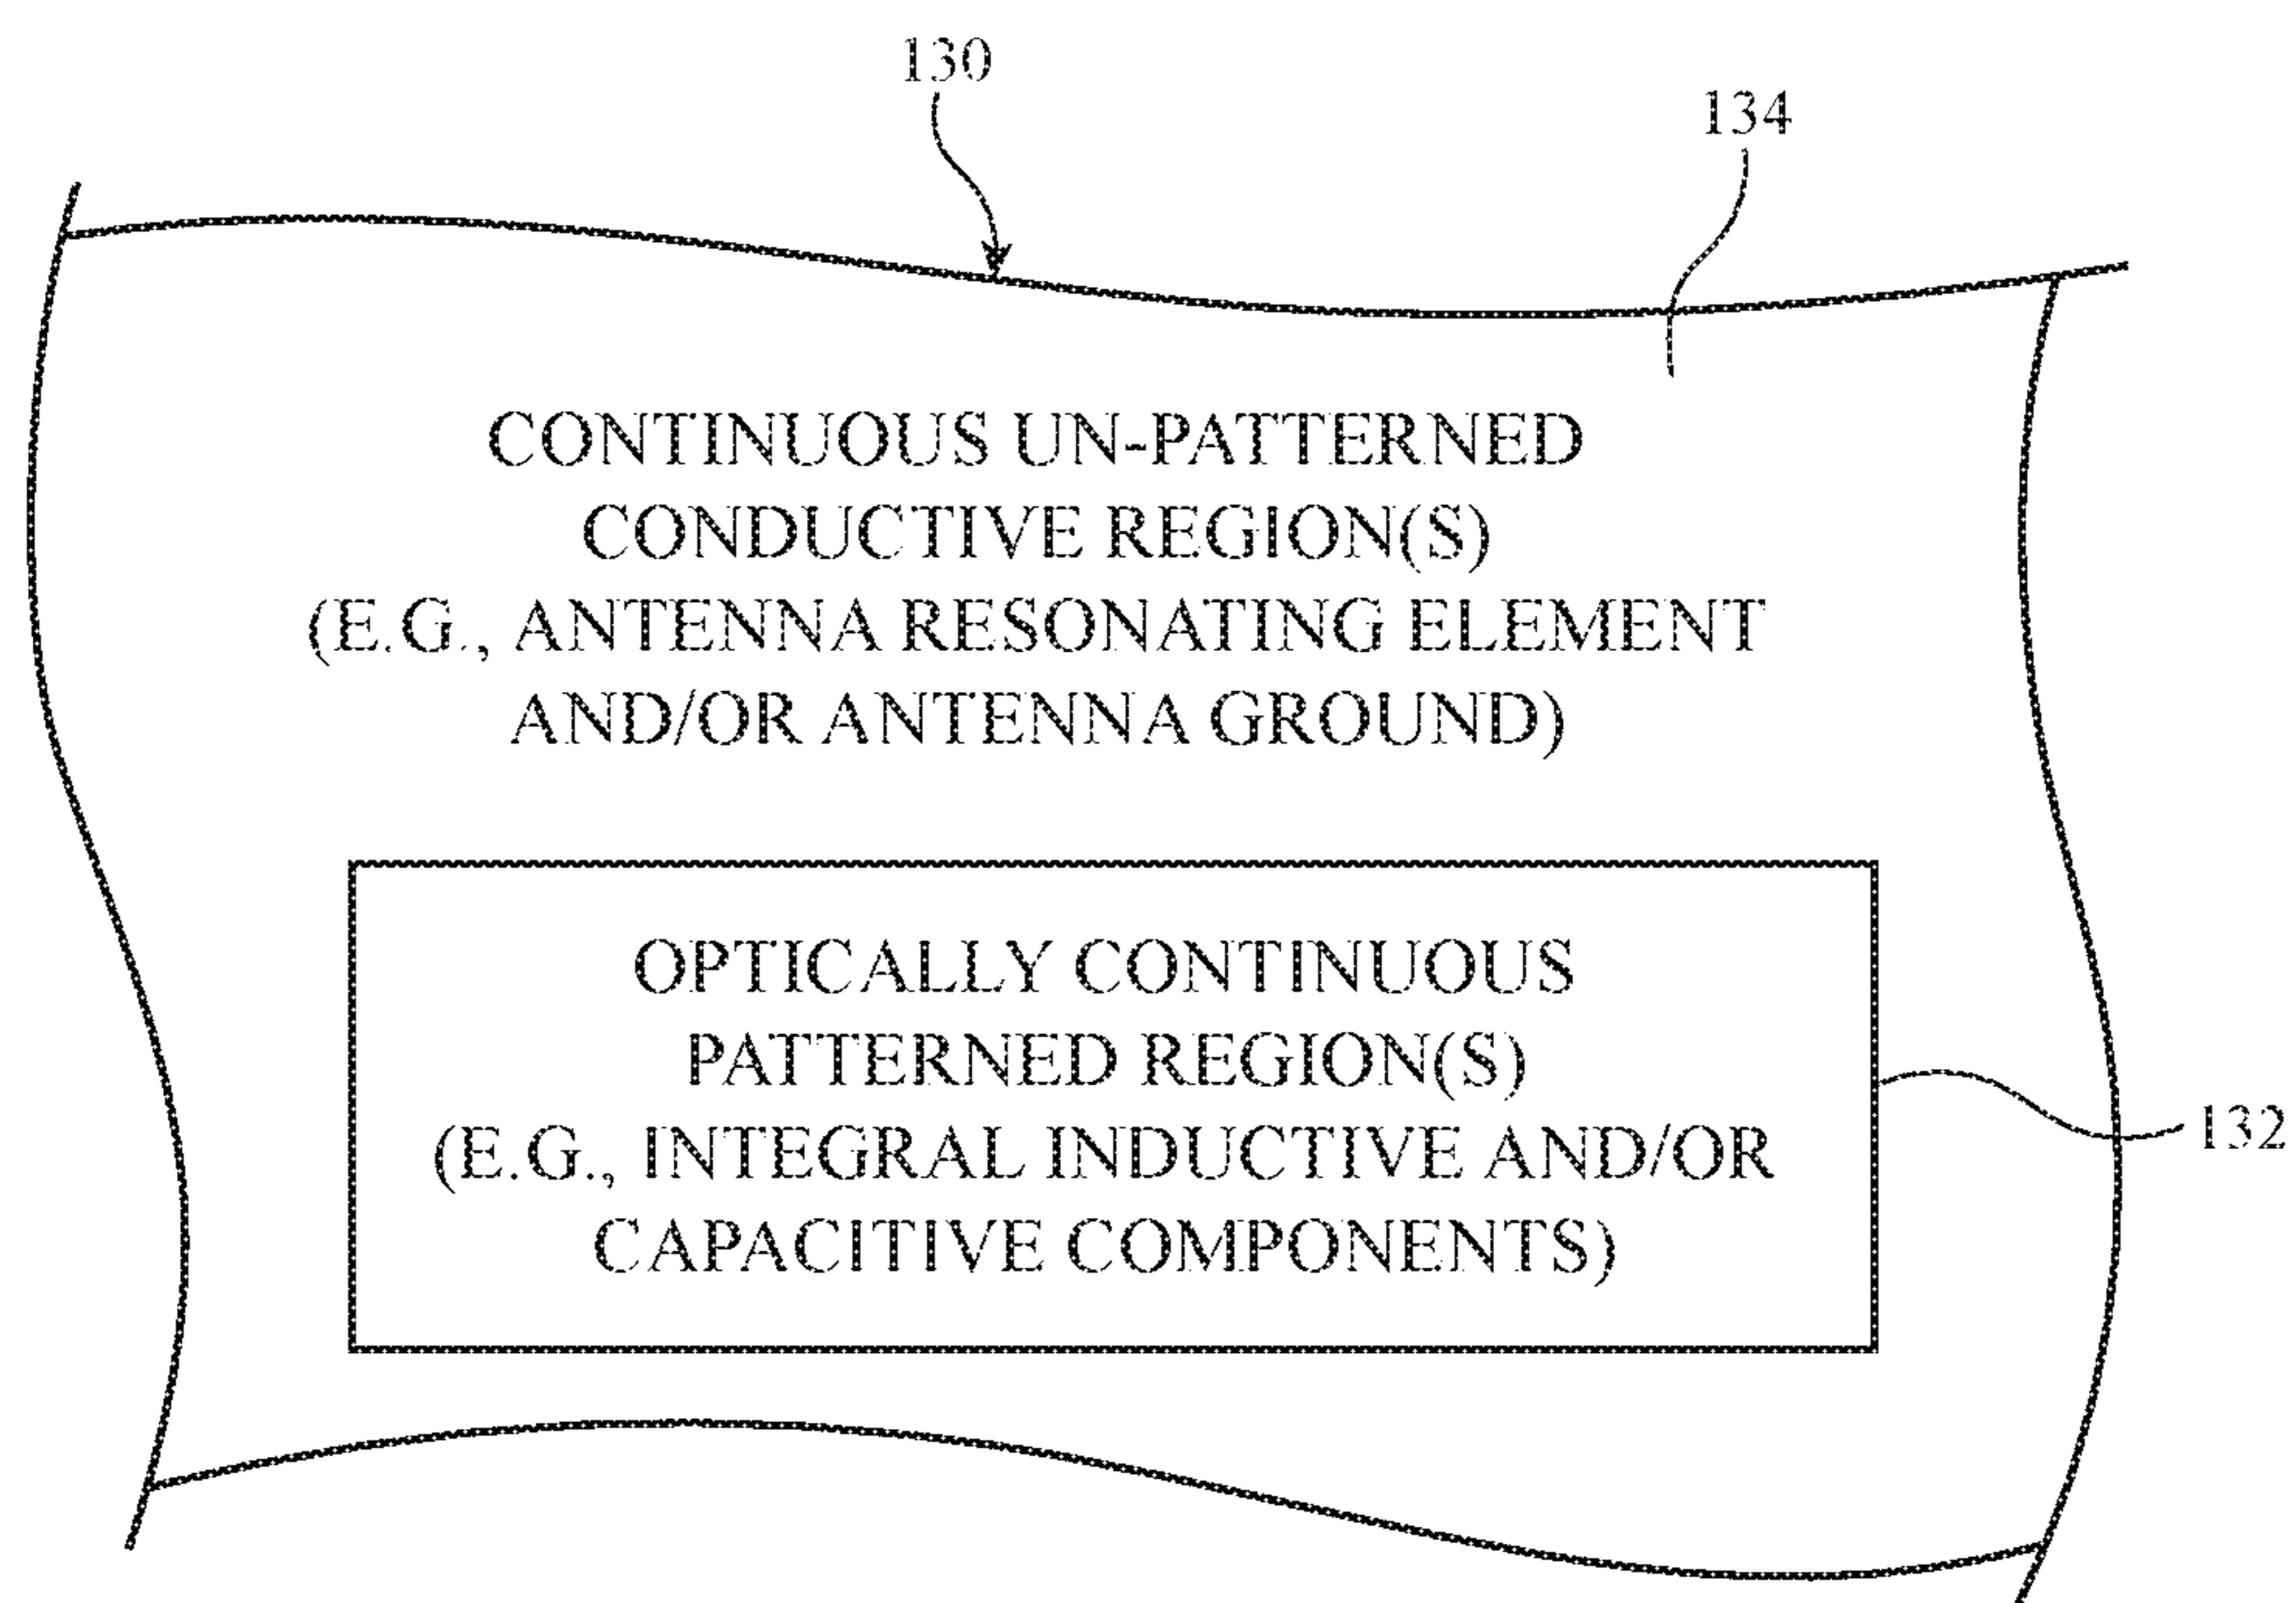 130
134
CONTINUOUS UN-PATTERNED
CONDUCTIVE REGION(S)
(E.G., ANTENNA RESONATING ELEMENT
AND/OR ANTENNA GROUND)
OPTICALLY CONTINUOUS
PATTERNED REGION(S)
(E.G., INTEGRAL INDUCTIVE AND/OR
CAPACITIVE COMPONENTS)
132